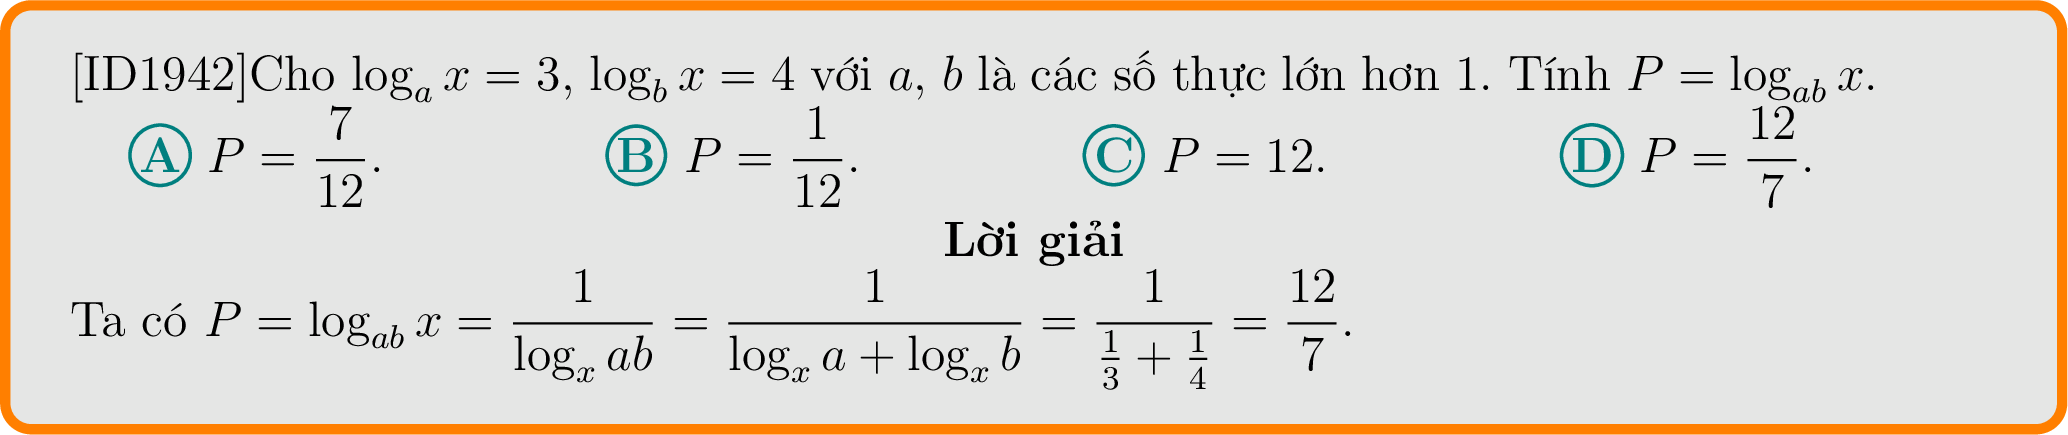 [ID1942]Cho log_a x = 3, log_b x = 4 với a, b là các số thực lớn hơn 1. Tính P = log_{ab} x.
A P = \frac{7}{12}. B P = \frac{1}{12}. C P = 12. D P = \frac{12}{7}.
Lời giải
Ta có P = log_{ab} x = \frac{1}{log_x ab} = \frac{1}{log_x a + log_x b} = \frac{1}{\frac{1}{3} + \frac{1}{4}} = \frac{12}{7}.